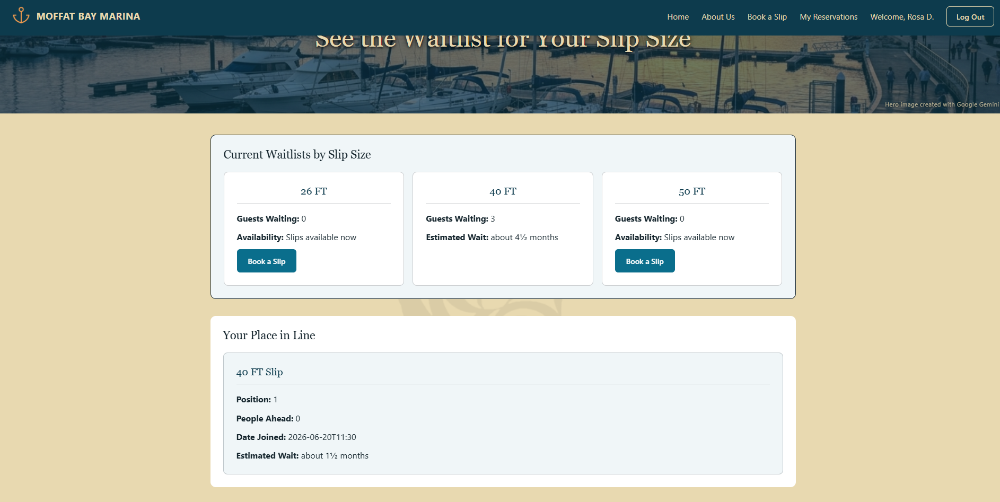 MOFFAT BAY MARINA
Home About Us Book a Slip My Reservations Welcome, Rosa D. Log Out
See the Waitlist for Your Slip Size
Hero image created with Google Gemini
Current Waitlists by Slip Size
26 FT
Guests Waiting: 0
Availability: Slips available now
Book a Slip
40 FT
Guests Waiting: 3
Estimated Wait: about 4½ months
50 FT
Guests Waiting: 0
Availability: Slips available now
Book a Slip
Your Place in Line
40 FT Slip
Position: 1
People Ahead: 0
Date Joined: 2026-06-20T11:30
Estimated Wait: about 1½ months